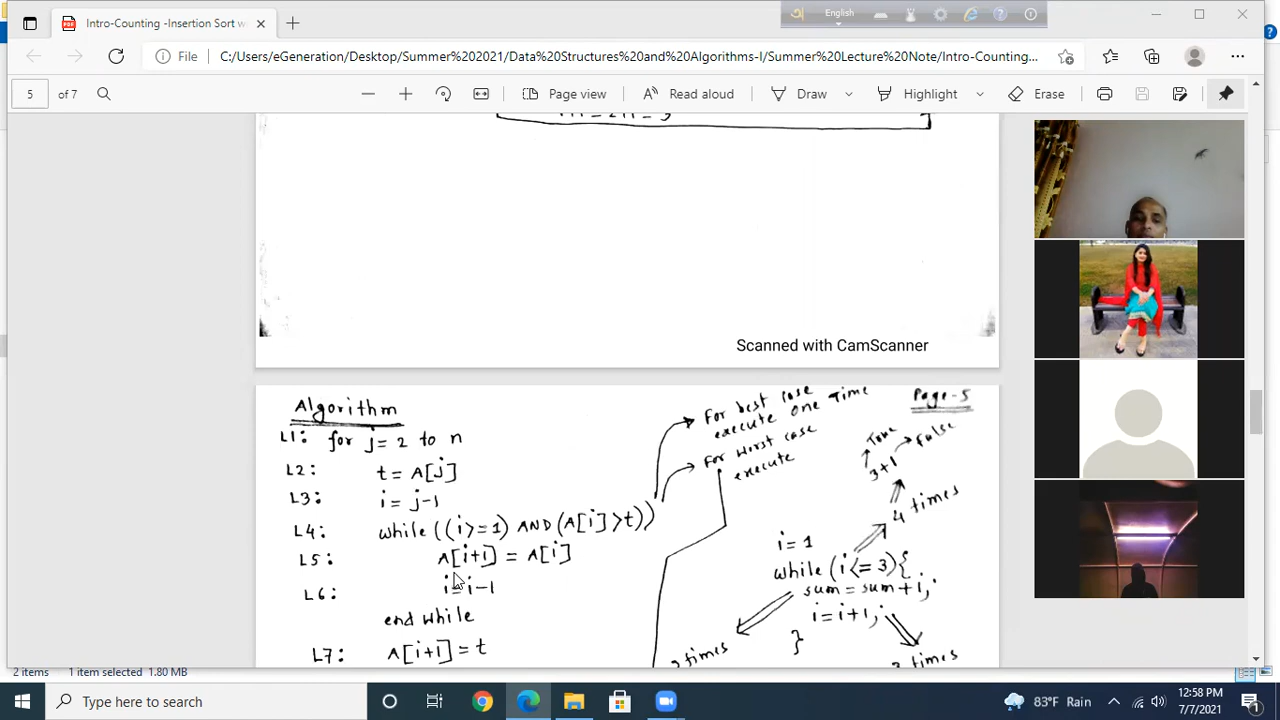 Intro-Counting -Insertion Sort w
English
File
C:/Users/eGeneration/Desktop/Summer%202021/Data%20Structures%20and%20Algorithms-I/Summer%20Lecture%20Note/Intro-Counting...
5 of 7
Page view
Read aloud
Draw
Highlight
Erase
Scanned with CamScanner
Algorithm
Page-5
L1: for j= 2 to n
L2: t = A[j]
L3: i = j-1
L4: while ((i>=1) AND (A[i] >t))
L5: A[i+1] = A[i]
L6: i=i-1
end while
L7: A[i+1] = t
For best case
execute one Time
For worst case
execute
True
False
3+1
4 times
i=1
while (i<=3){
sum=sum+i;
i=i+1;
}
times
times
2 items
1 item selected 1.80 MB
Type here to search
83°F Rain
12:58 PM
7/7/2021
1